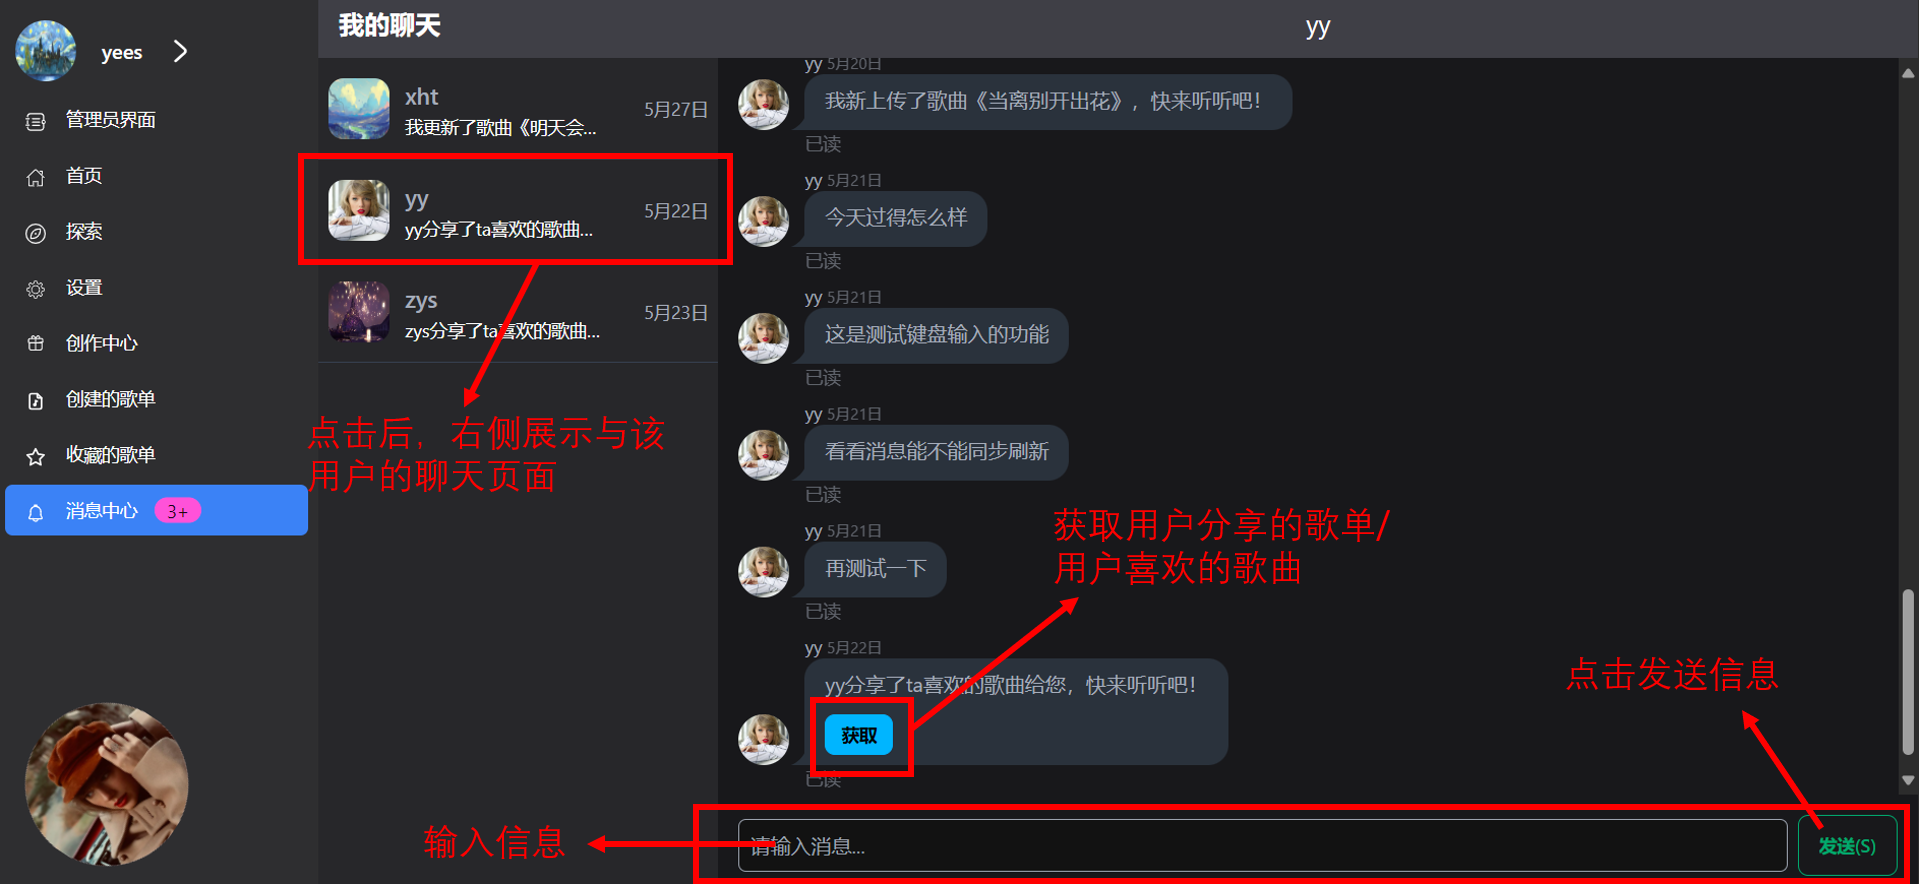 yees
管理员界面
首页
探索
设置
创作中心
创建的歌单
收藏的歌单
消息中心 3+
我的聊天
xht
我更新了歌曲《明天会...
5月27日
yy
yy分享了ta喜欢的歌曲...
5月22日
zys
zys分享了ta喜欢的歌曲...
5月23日
点击后，右侧展示与该
用户的聊天页面
yy
yy 5月20日
我新上传了歌曲《当离别开出花》，快来听听吧！
已读
yy 5月21日
今天过得怎么样
已读
yy 5月21日
这是测试键盘输入的功能
已读
yy 5月21日
看看消息能不能同步刷新
已读
yy 5月21日
再测试一下
已读
yy 5月22日
yy分享了ta喜欢的歌曲给您，快来听听吧！
获取
已读
获取用户分享的歌单/
用户喜欢的歌曲
点击发送信息
输入信息
请输入消息...
发送(S)